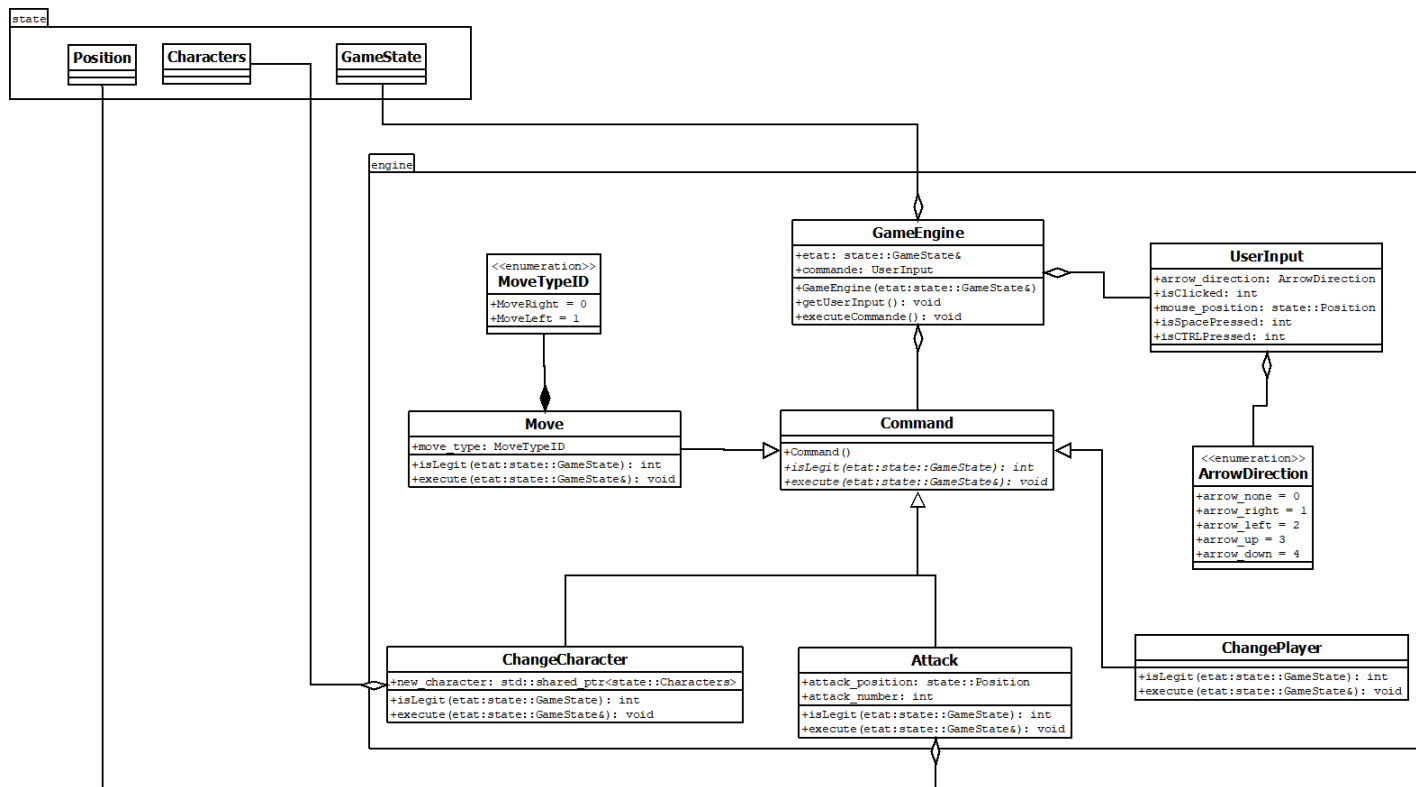 state
Position
Characters
GameState
engine
GameEngine
+etat: state::GameState&
+commande: UserInput
+GameEngine(etat:state::GameState&)
+getUserInput(): void
+executeCommande(): void
UserInput
+arrow_direction: ArrowDirection
+isClicked: int
+mouse_position: state::Position
+isSpacePressed: int
+isCTRLPressed: int
<<enumeration>>
MoveTypeID
+MoveRight = 0
+MoveLeft = 1
Move
+move_type: MoveTypeID
+isLegit(etat:state::GameState): int
+execute(etat:state::GameState&): void
Command
+Command()
+isLegit(etat:state::GameState): int
+execute(etat:state::GameState&): void
<<enumeration>>
ArrowDirection
+arrow_none = 0
+arrow_right = 1
+arrow_left = 2
+arrow_up = 3
+arrow_down = 4
ChangeCharacter
+new_character: std::shared_ptr<state::Characters>
+isLegit(etat:state::GameState): int
+execute(etat:state::GameState&): void
Attack
+attack_position: state::Position
+attack_number: int
+isLegit(etat:state::GameState): int
+execute(etat:state::GameState&): void
ChangePlayer
+isLegit(etat:state::GameState): int
+execute(etat:state::GameState&): void